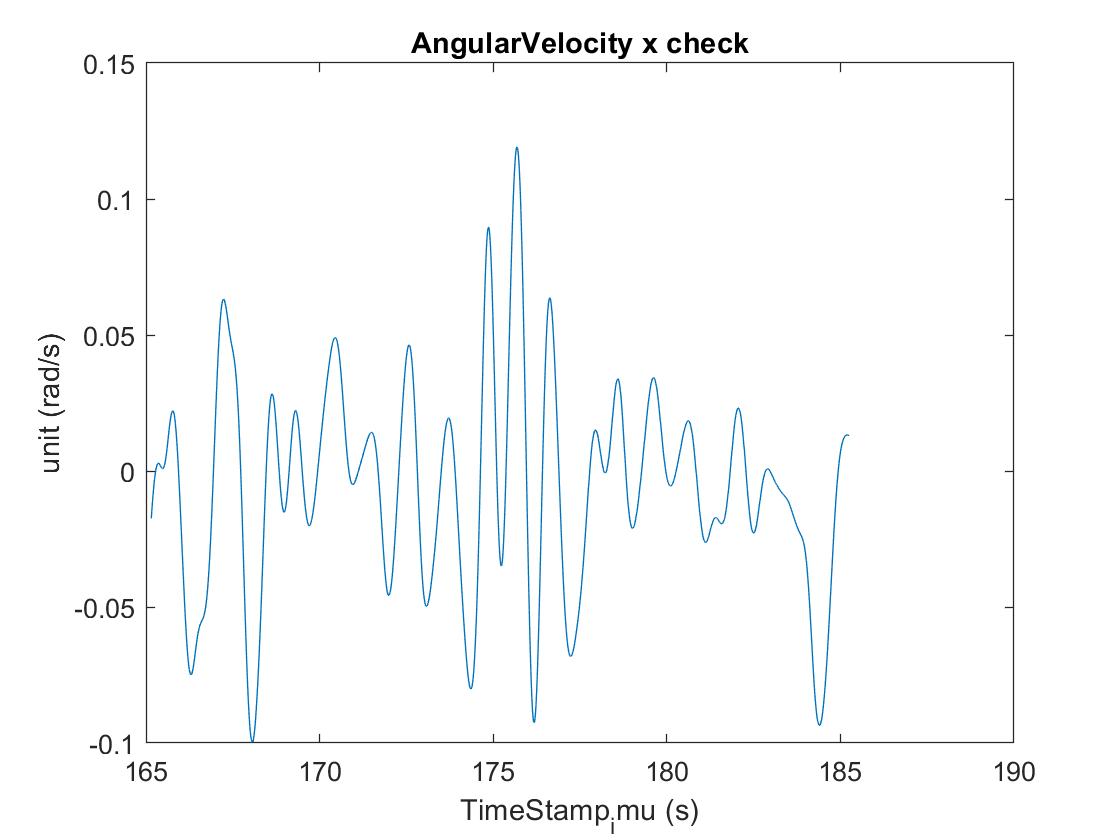 AngularVelocity x check
0.15
0.1
0.05
0
-0.05
-0.1
unit (rad/s)
165 170 175 180 185 190
TimeStamp_imu (s)